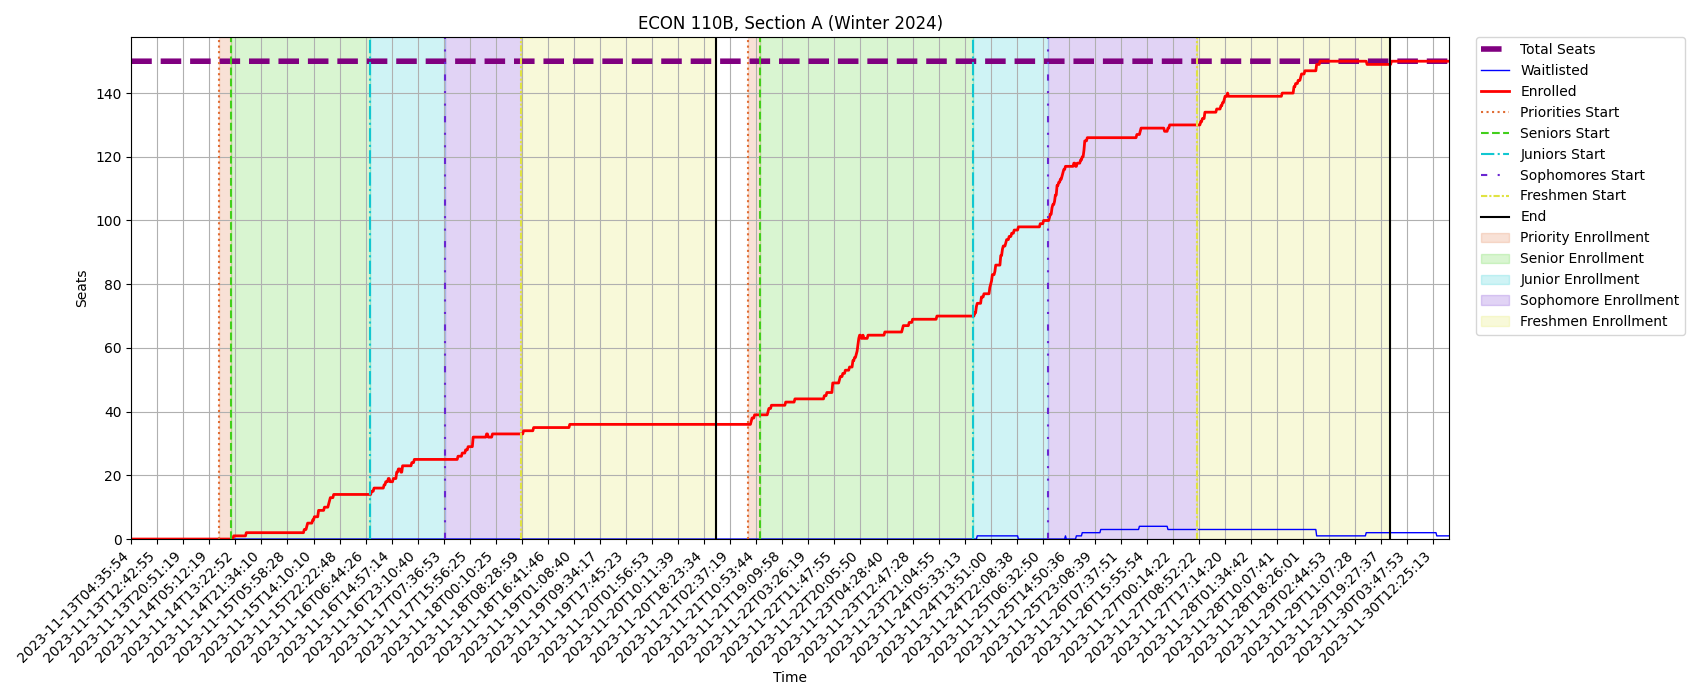 ECON 110B, Section A (Winter 2024)
Seats
140
120
100
80
60
40
20
0
2023-11-13T04:35:54
2023-11-13T12:42:55
2023-11-13T20:51:19
2023-11-14T05:12:19
2023-11-14T13:22:52
2023-11-14T21:34:10
2023-11-15T05:58:28
2023-11-15T14:10:10
2023-11-15T22:22:48
2023-11-16T06:44:26
2023-11-16T14:57:14
2023-11-16T23:10:40
2023-11-17T07:36:53
2023-11-17T15:56:25
2023-11-18T00:10:25
2023-11-18T08:28:59
2023-11-18T16:41:46
2023-11-19T01:08:40
2023-11-19T09:34:17
2023-11-19T17:45:23
2023-11-20T01:56:53
2023-11-20T10:11:39
2023-11-20T18:23:34
2023-11-21T02:37:19
2023-11-21T10:53:44
2023-11-21T19:09:58
2023-11-22T03:26:19
2023-11-22T11:47:55
2023-11-22T20:05:50
2023-11-23T04:28:40
2023-11-23T12:47:28
2023-11-23T21:04:55
2023-11-24T05:33:13
2023-11-24T13:51:00
2023-11-24T22:08:39
2023-11-25T06:32:50
2023-11-25T14:50:36
2023-11-25T23:08:39
2023-11-26T07:37:51
2023-11-26T15:55:54
2023-11-27T00:14:22
2023-11-27T08:52:22
2023-11-27T17:14:20
2023-11-28T01:34:42
2023-11-28T10:07:41
2023-11-28T18:26:01
2023-11-29T02:44:53
2023-11-29T11:07:28
2023-11-29T19:27:37
2023-11-30T03:47:53
2023-11-30T12:25:13
Time
Total Seats
Waitlisted
Enrolled
Priorities Start
Seniors Start
Juniors Start
Sophomores Start
Freshmen Start
End
Priority Enrollment
Senior Enrollment
Junior Enrollment
Sophomore Enrollment
Freshmen Enrollment